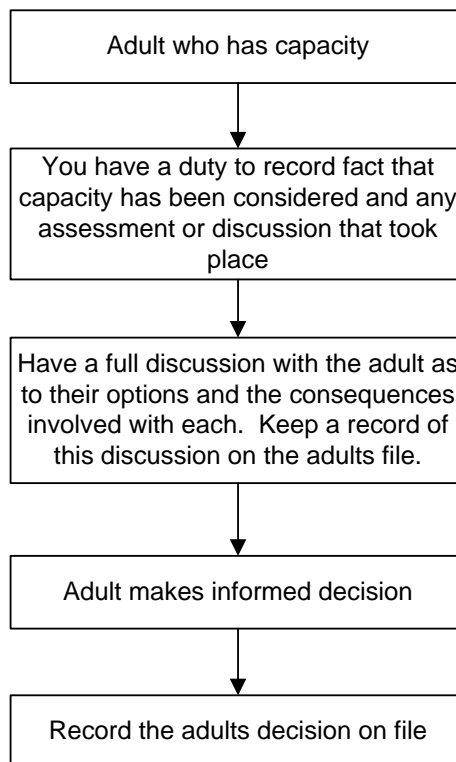 Adult who has capacity
You have a duty to record fact that
capacity has been considered and any
assessment or discussion that took
place
Have a full discussion with the adult as
to their options and the consequences
involved with each.  Keep a record of
this discussion on the adults file.
Adult makes informed decision
Record the adults decision on file